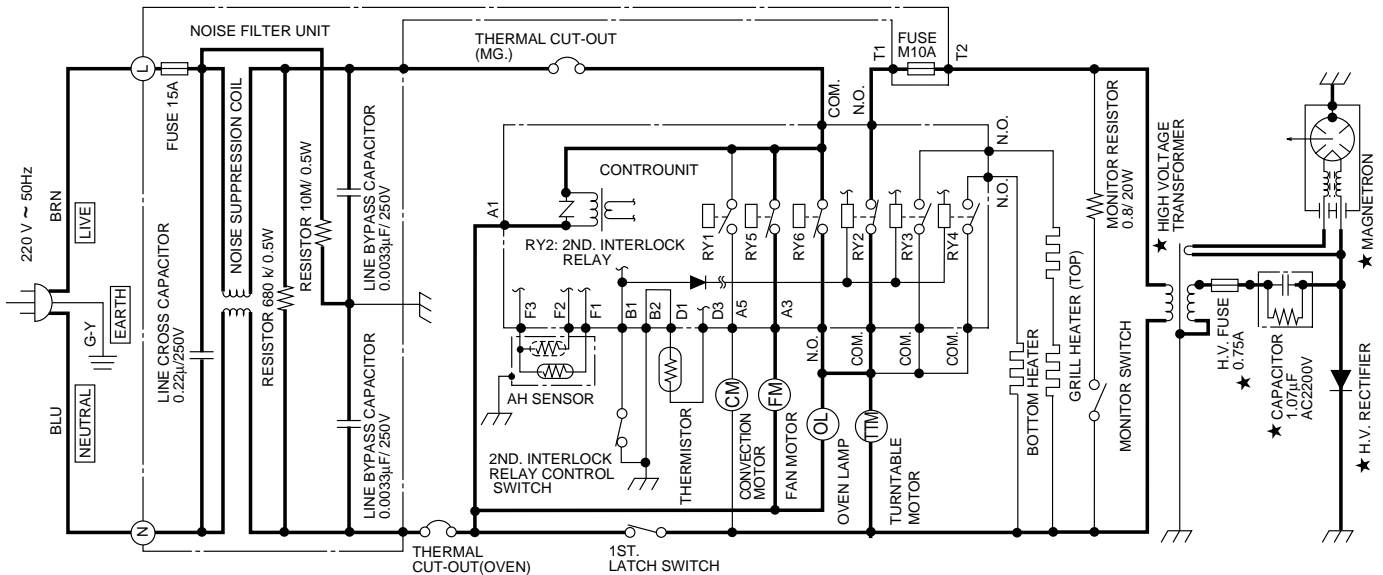 NOISE FILTER UNIT
220 V ~ 50Hz
BRN
LIVE
G-Y
EARTH
BLU
NEUTRAL
L
N
FUSE 15A
LINE CROSS CAPACITOR
0.22µ/250V
NOISE SUPPRESSION COIL
RESISTOR 680 k/ 0.5W
RESISTOR 10M/ 0.5W
LINE BYPASS CAPACITOR
0.0033µF/ 250V
LINE BYPASS CAPACITOR
0.0033µF/ 250V
THERMAL CUT-OUT
(MG.)
THERMAL
CUT-OUT(OVEN)
1ST.
LATCH SWITCH
A1
CONTROUNIT
RY2: 2ND. INTERLOCK
RELAY
F3
F2
F1
AH SENSOR
B1
B2
D1
D3
A5
A3
2ND. INTERLOCK
RELAY CONTROL
SWITCH
THERMISTOR
CM
CONVECTION
MOTOR
FM
FAN MOTOR
OL
OVEN LAMP
TTM
TURNTABLE
MOTOR
RY1
RY5
RY6
RY2
RY3
RY4
COM.
N.O.
N.O.
N.O.
N.O.
COM.
COM.
COM.
T1
FUSE
M10A
T2
BOTTOM HEATER
GRILL HEATER (TOP)
MONITOR RESISTOR
0.8/ 20W
MONITOR SWITCH
★ HIGH VOLTAGE
TRANSFORMER
H.V. FUSE
0.75A
★
★ CAPACITOR
1.07µF
AC2200V
★ MAGNETRON
★ H.V. RECTIFIER